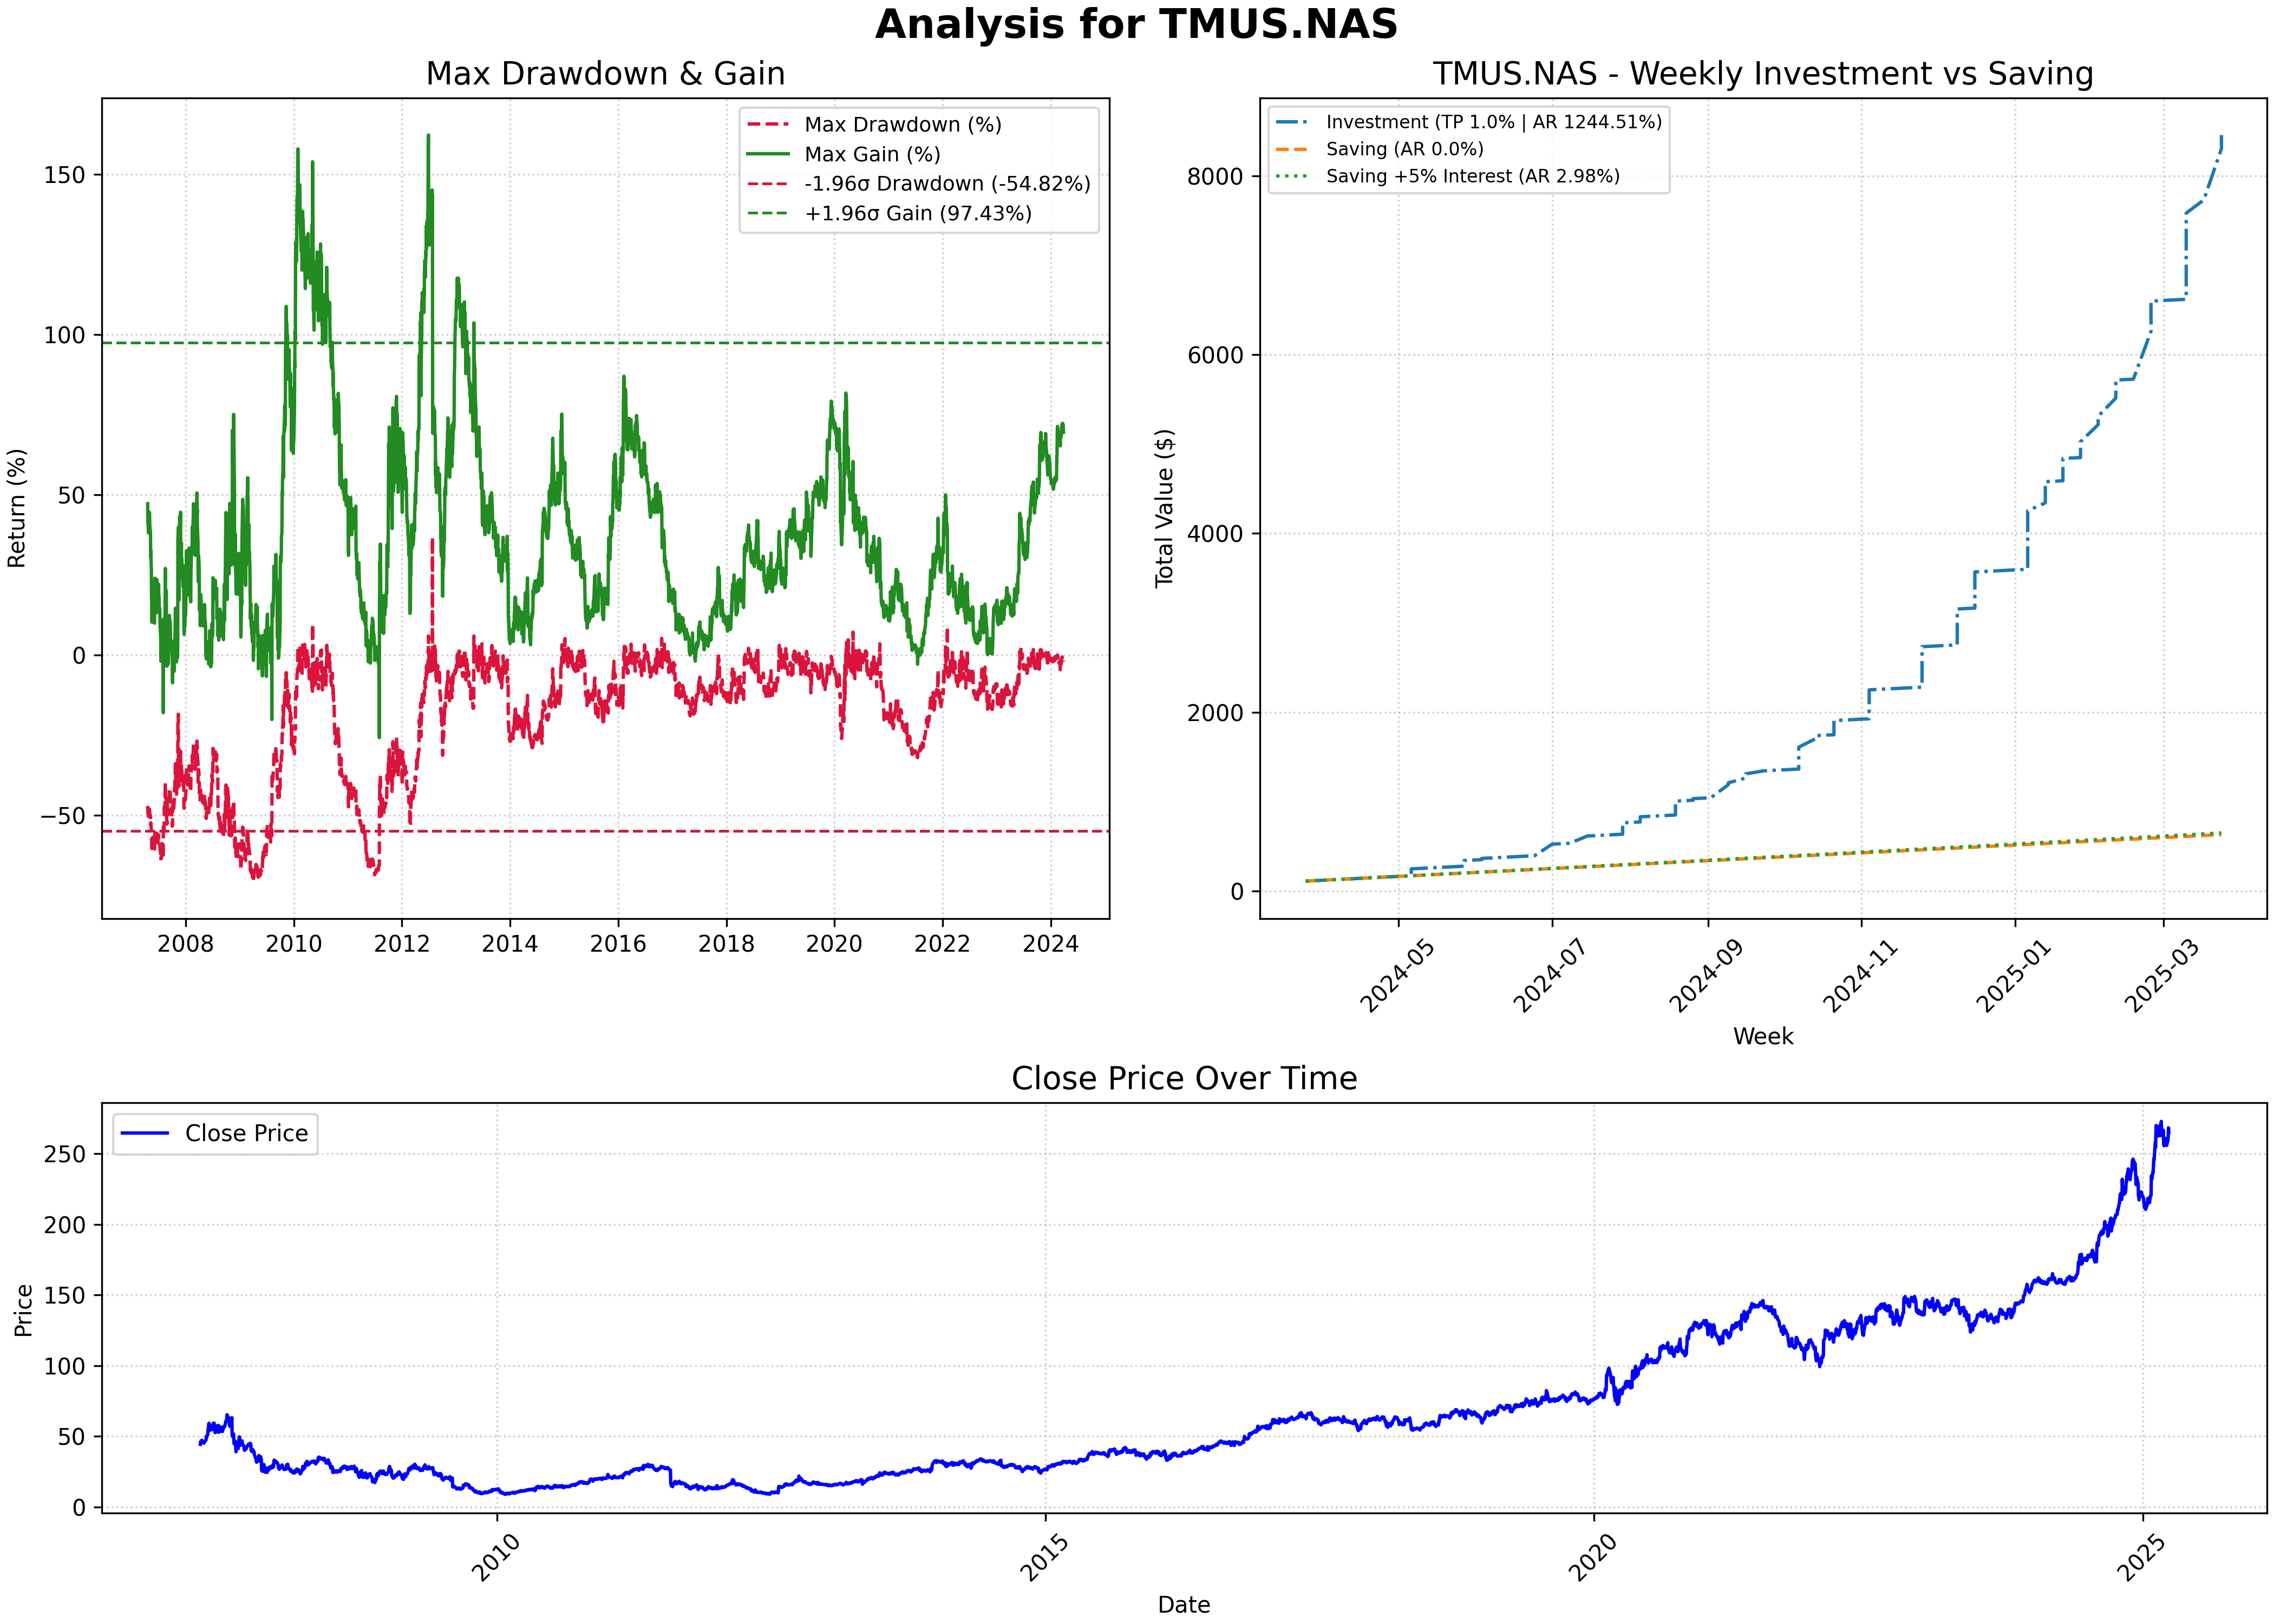 Analysis for TMUS.NAS
Max Drawdown & Gain
Return (%)
150
100
50
0
−50
2008 2010 2012 2014 2016 2018 2020 2022 2024
Max Drawdown (%)
Max Gain (%)
-1.96σ Drawdown (-54.82%)
+1.96σ Gain (97.43%)
TMUS.NAS - Weekly Investment vs Saving
Total Value ($)
8000
6000
4000
2000
0
2024-05 2024-07 2024-09 2024-11 2025-01 2025-03
Week
Investment (TP 1.0% | AR 1244.51%)
Saving (AR 0.0%)
Saving +5% Interest (AR 2.98%)
Close Price Over Time
Price
250
200
150
100
50
0
2010 2015 2020 2025
Date
Close Price